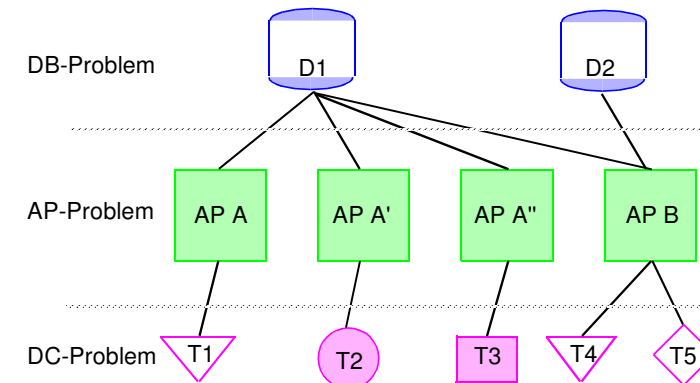 DB-Problem D1 D2
AP-Problem AP A AP A' AP A'' AP B
DC-Problem T1 T2 T3 T4 T5